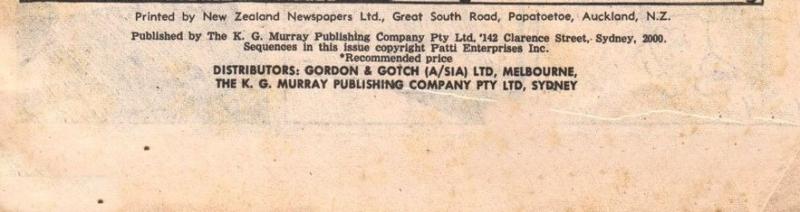 Printed by New Zealand Newspapers Ltd., Great South Road, Papatoetoe, Auckland, N.Z.
Published by The K. G. Murray Publishing Company Pty Ltd, 142 Clarence Street, Sydney, 2000.
Sequences in this issue copyright Patti Enterprises Inc.
*Recommended price
DISTRIBUTORS: GORDON & GOTCH (A/SIA) LTD, MELBOURNE,
THE K. G. MURRAY PUBLISHING COMPANY PTY LTD, SYDNEY